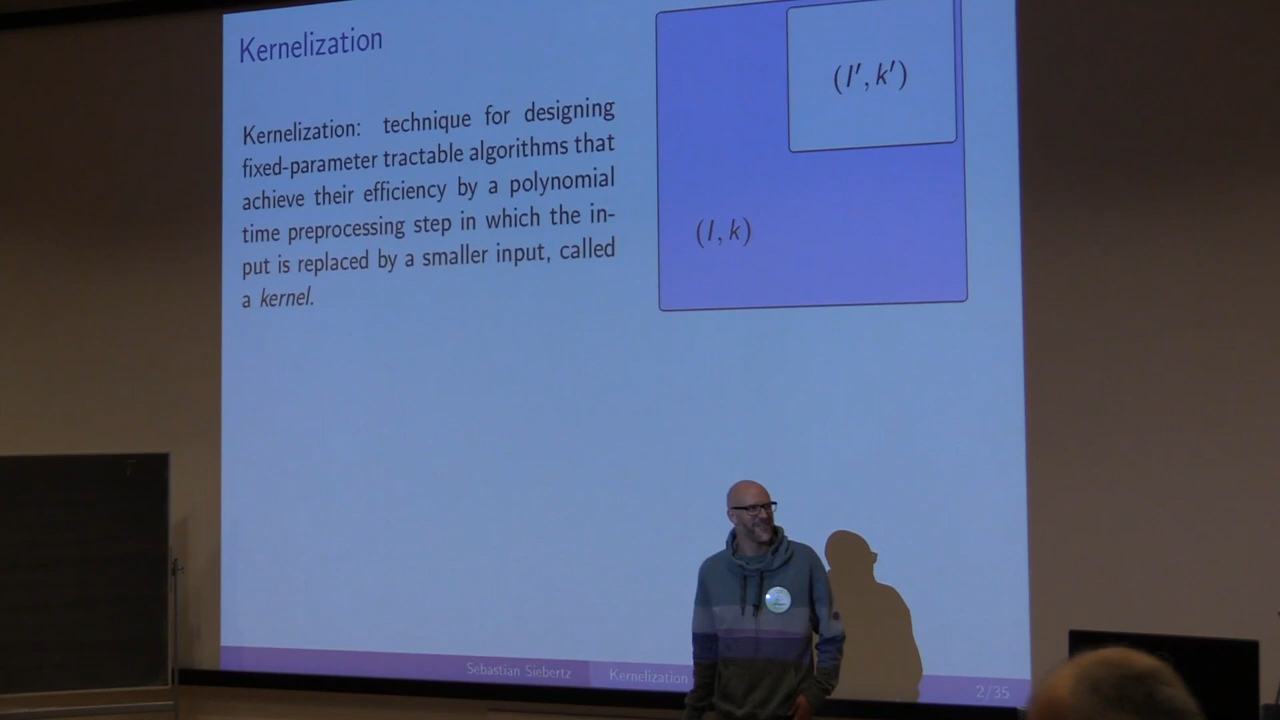 Kernelization
Kernelization: technique for designing
fixed-parameter tractable algorithms that
achieve their efficiency by a polynomial
time preprocessing step in which the in-
put is replaced by a smaller input, called
a kernel.
(I′, k′)
(I, k)
Sebastian Siebertz
Kernelization
2/35